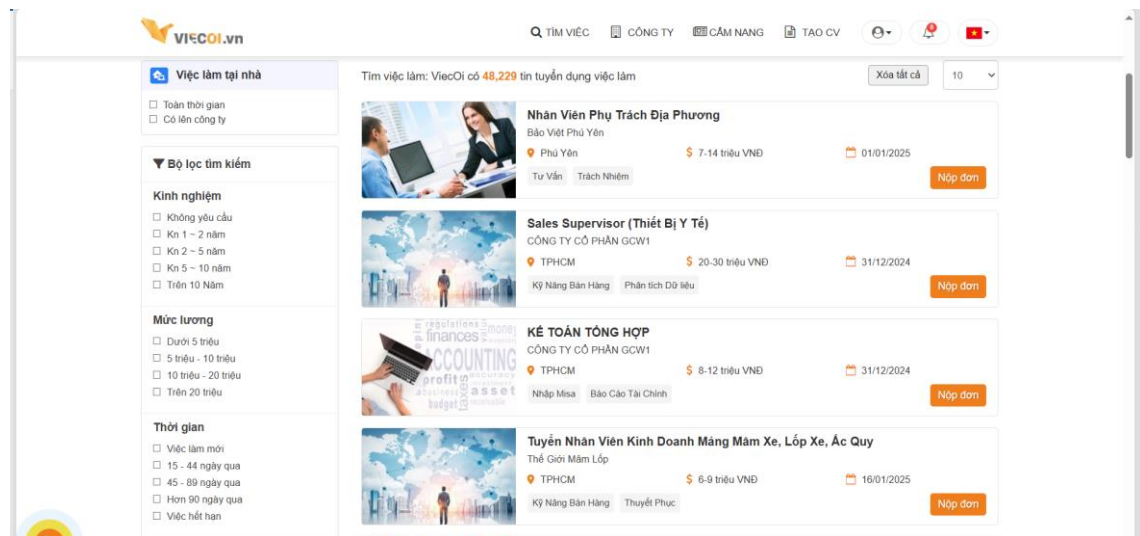 VIECOI.vn
TÌM VIỆC CÔNG TY CẨM NANG TẠO CV
Việc làm tại nhà
Toàn thời gian
Có lên công ty
Bộ lọc tìm kiếm
Kinh nghiệm
Không yêu cầu
Kn 1 ~ 2 năm
Kn 2 ~ 5 năm
Kn 5 ~ 10 năm
Trên 10 Năm
Mức lương
Dưới 5 triệu
5 triệu - 10 triệu
10 triệu - 20 triệu
Trên 20 triệu
Thời gian
Việc làm mới
15 - 44 ngày qua
45 - 89 ngày qua
Hơn 90 ngày qua
Việc hết hạn
Tìm việc làm: ViecOi có 48,229 tin tuyển dụng việc làm
Xóa tất cả 10
Nhân Viên Phụ Trách Địa Phương
Bảo Việt Phú Yên
Phú Yên $ 7-14 triệu VNĐ 01/01/2025
Tư Vấn Trách Nhiệm
Nộp đơn
Sales Supervisor (Thiết Bị Y Tế)
CÔNG TY CỔ PHẦN GCW1
TPHCM $ 20-30 triệu VNĐ 31/12/2024
Kỹ Năng Bán Hàng Phân tích Dữ liệu
Nộp đơn
regulations money
finances
ACCOUNTING
profit accuracy
business asset
budget receivable
KẾ TOÁN TỔNG HỢP
CÔNG TY CỔ PHẦN GCW1
TPHCM $ 8-12 triệu VNĐ 31/12/2024
Nhập Misa Báo Cáo Tài Chính
Nộp đơn
Tuyển Nhân Viên Kinh Doanh Mảng Mâm Xe, Lốp Xe, Ắc Quy
Thế Giới Mâm Lốp
TPHCM $ 6-9 triệu VNĐ 16/01/2025
Kỹ Năng Bán Hàng Thuyết Phục
Nộp đơn